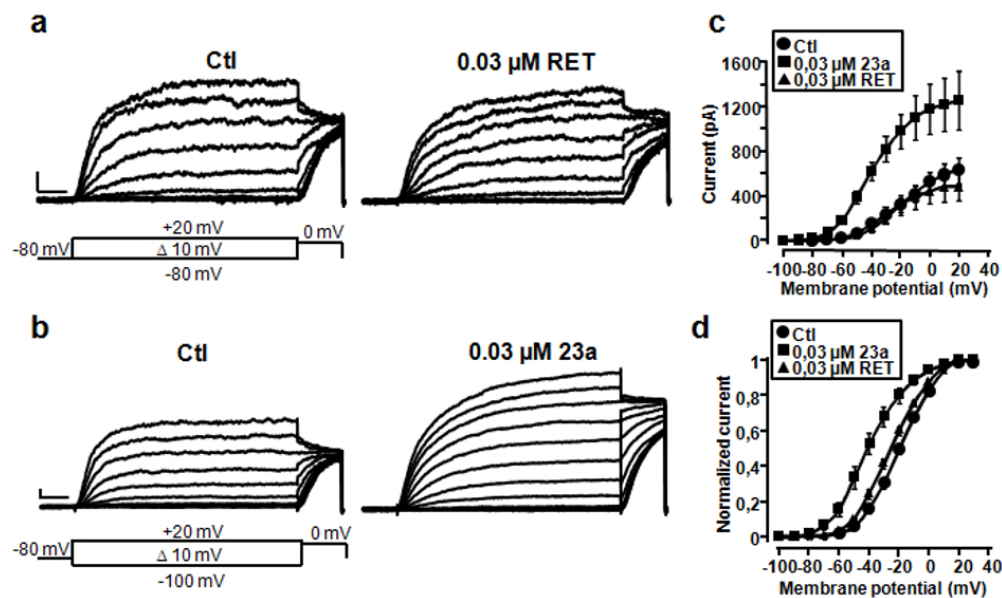 a
Ctl
0.03 µM RET
+20 mV
0 mV
-80 mV
Δ 10 mV
-80 mV
b
Ctl
0.03 µM 23a
+20 mV
0 mV
-80 mV
Δ 10 mV
-100 mV
c
Ctl
0,03 µM 23a
0,03 µM RET
1600
1200
800
400
0
Current (pA)
-100 -80 -60 -40 -20 0 20 40
Membrane potential (mV)
d
Ctl
0,03 µM 23a
0,03 µM RET
1
0,8
0,6
0,4
0,2
0
Normalized current
-100 -80 -60 -40 -20 0 20 40
Membrane potential (mV)